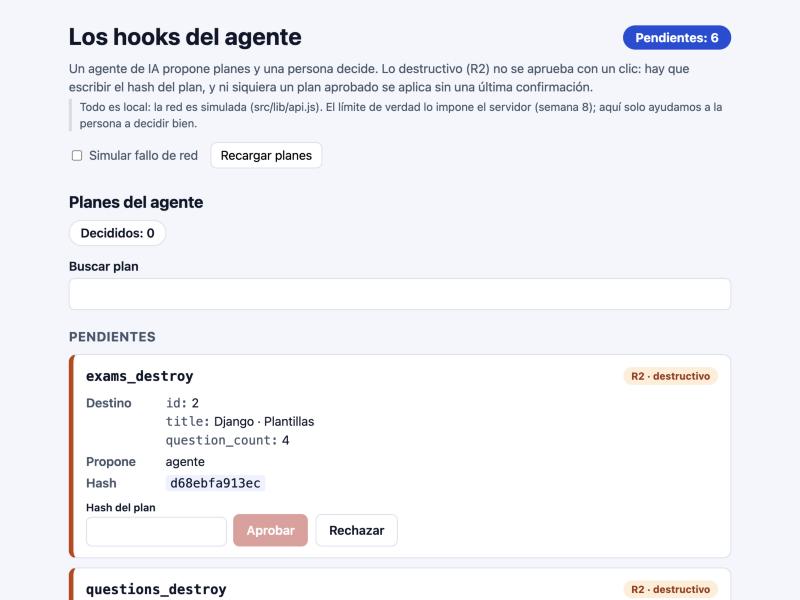 Los hooks del agente
Pendientes: 6
Un agente de IA propone planes y una persona decide. Lo destructivo (R2) no se aprueba con un clic: hay que
escribir el hash del plan, y ni siquiera un plan aprobado se aplica sin una última confirmación.
Todo es local: la red es simulada (src/lib/api.js). El límite de verdad lo impone el servidor (semana 8); aquí solo ayudamos a la
persona a decidir bien.
Simular fallo de red
Recargar planes
Planes del agente
Decididos: 0
Buscar plan
PENDIENTES
exams_destroy
R2 · destructivo
Destino
id: 2
title: Django · Plantillas
question_count: 4
Propone agente
Hash d68ebfa913ec
Hash del plan
Aprobar
Rechazar
questions_destroy
R2 · destructivo